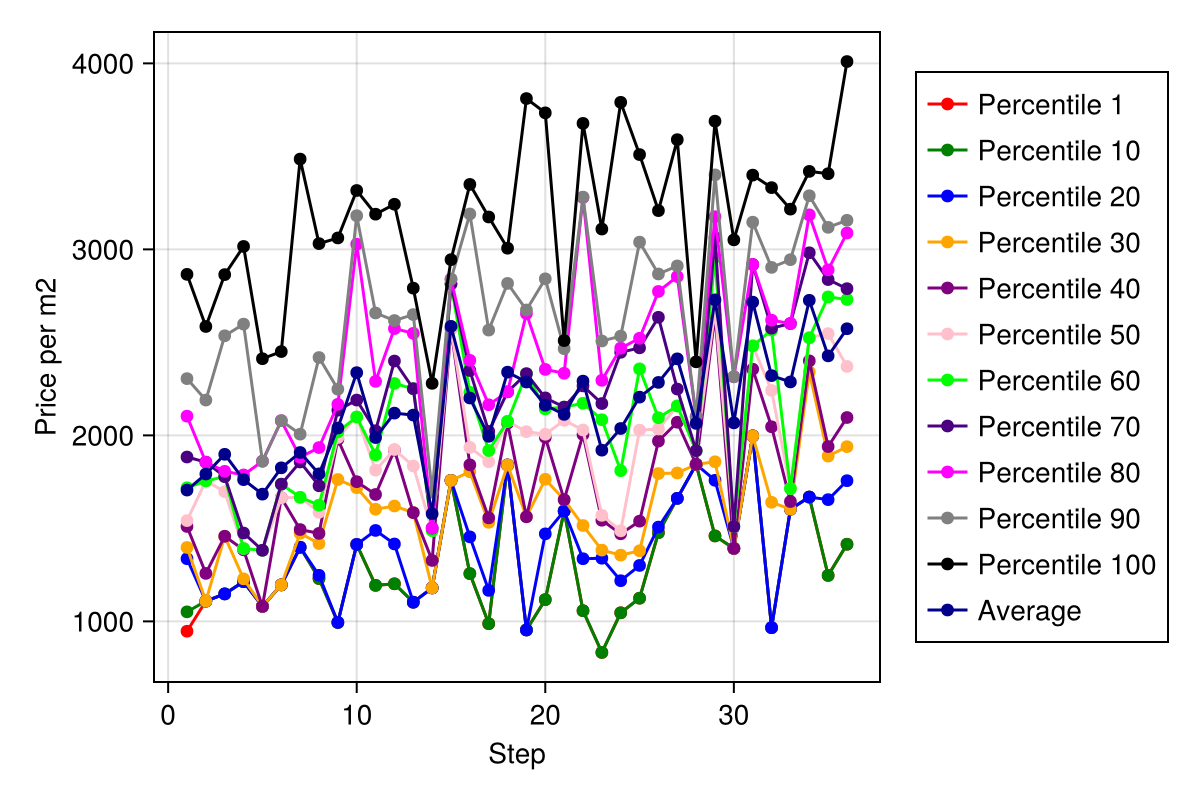 4000
3000
2000
1000
Price per m2
0 10 20 30
Step
Percentile 1
Percentile 10
Percentile 20
Percentile 30
Percentile 40
Percentile 50
Percentile 60
Percentile 70
Percentile 80
Percentile 90
Percentile 100
Average